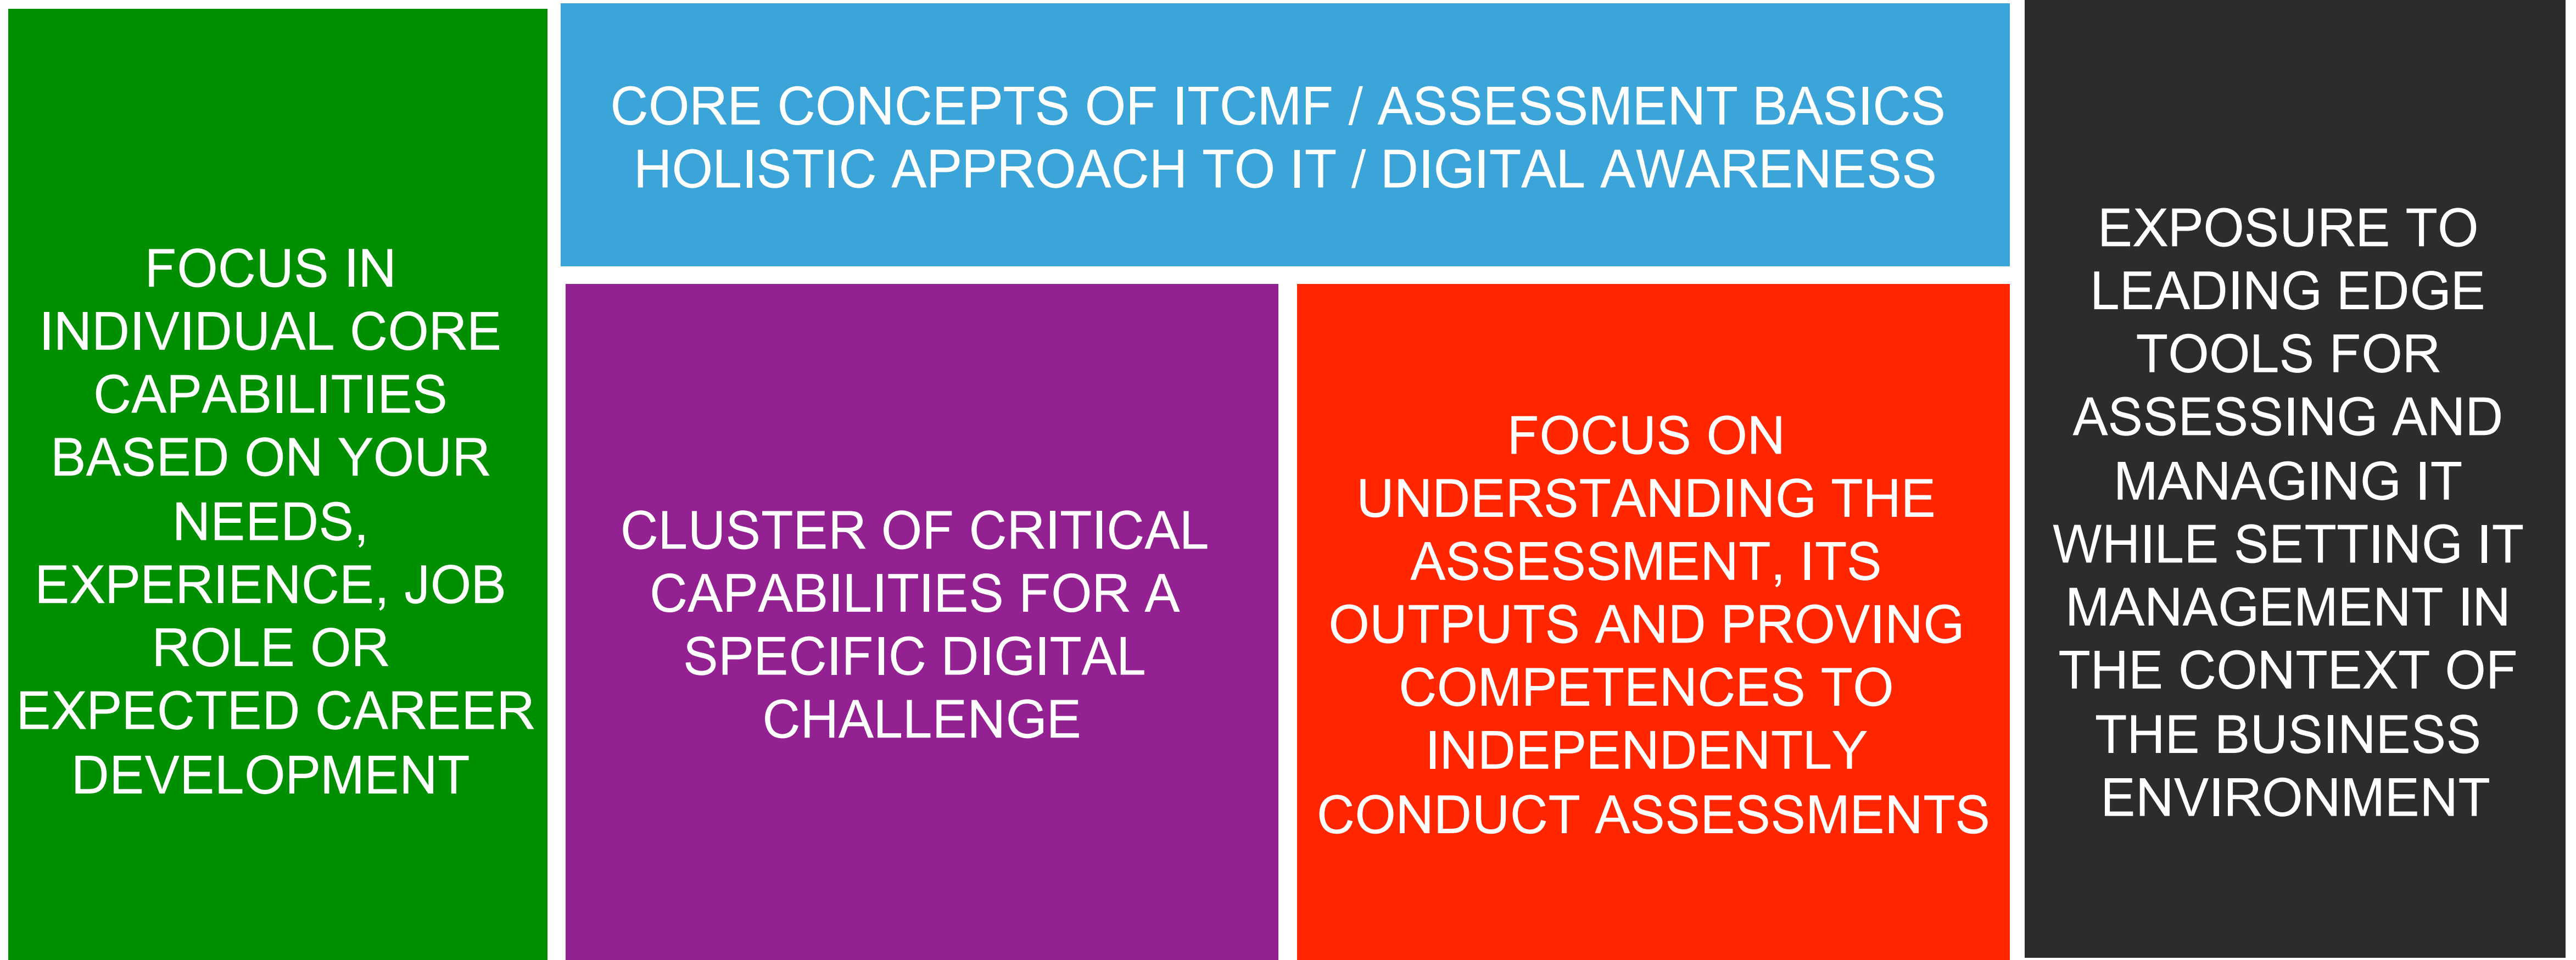 FOCUS IN
INDIVIDUAL CORE
CAPABILITIES
BASED ON YOUR
NEEDS,
EXPERIENCE, JOB
ROLE OR
EXPECTED CAREER
DEVELOPMENT
CORE CONCEPTS OF ITCMF / ASSESSMENT BASICS
HOLISTIC APPROACH TO IT / DIGITAL AWARENESS
CLUSTER OF CRITICAL
CAPABILITIES FOR A
SPECIFIC DIGITAL
CHALLENGE
FOCUS ON
UNDERSTANDING THE
ASSESSMENT, ITS
OUTPUTS AND PROVING
COMPETENCES TO
INDEPENDENTLY
CONDUCT ASSESSMENTS
EXPOSURE TO
LEADING EDGE
TOOLS FOR
ASSESSING AND
MANAGING IT
WHILE SETTING IT
MANAGEMENT IN
THE CONTEXT OF
THE BUSINESS
ENVIRONMENT